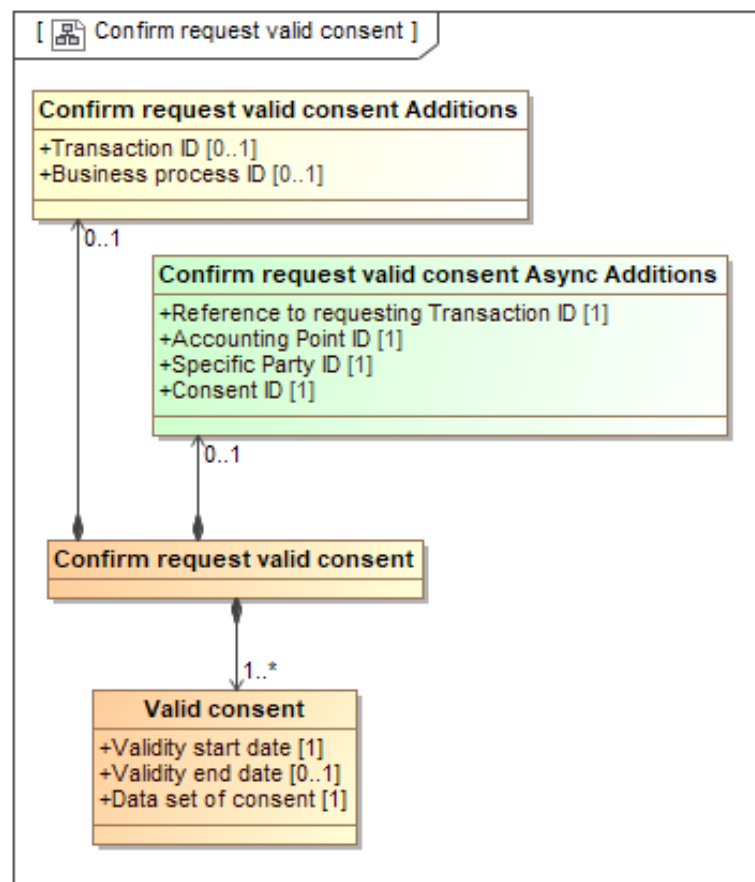 [ Confirm request valid consent ]
Confirm request valid consent Additions
+Transaction ID [0..1]
+Business process ID [0..1]
0..1
Confirm request valid consent Async Additions
+Reference to requesting Transaction ID [1]
+Accounting Point ID [1]
+Specific Party ID [1]
+Consent ID [1]
0..1
Confirm request valid consent
1..*
Valid consent
+Validity start date [1]
+Validity end date [0..1]
+Data set of consent [1]